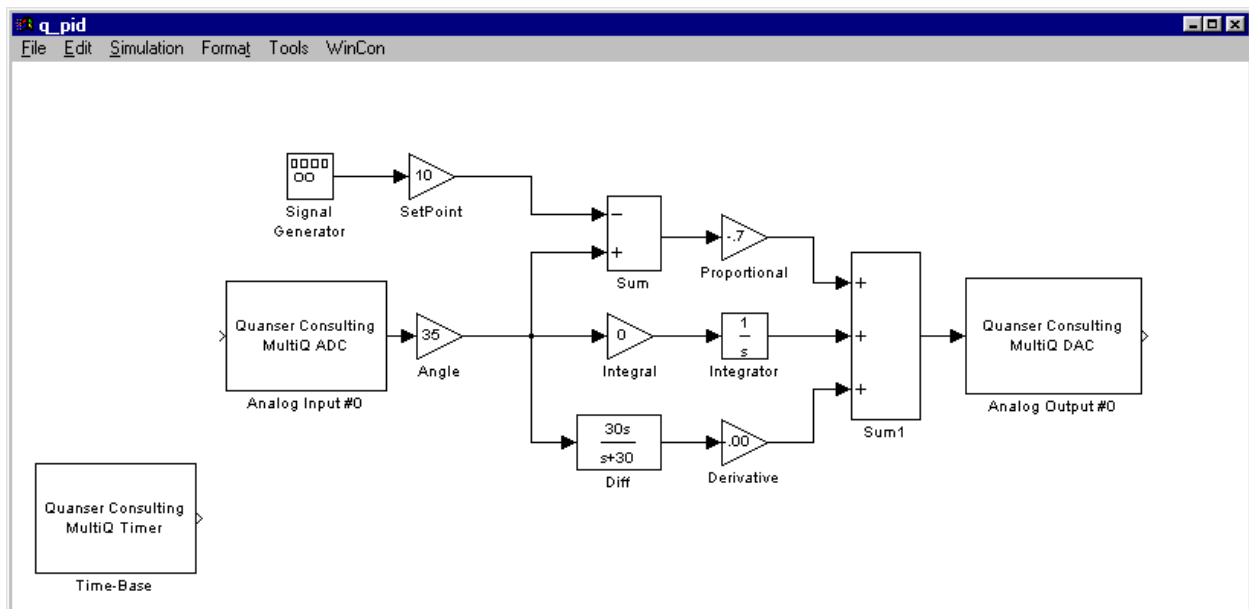 q_pid
File Edit Simulation Format Tools WinCon
10
Signal
Generator
SetPoint
−
+
Sum
-.7
Proportional
Quanser Consulting
MultiQ ADC
Analog Input #0
35
Angle
0
Integral
1
s
Integrator
30s
s+30
Diff
.00
Derivative
+
+
+
Sum1
Quanser Consulting
MultiQ DAC
Analog Output #0
Quanser Consulting
MultiQ Timer
Time-Base